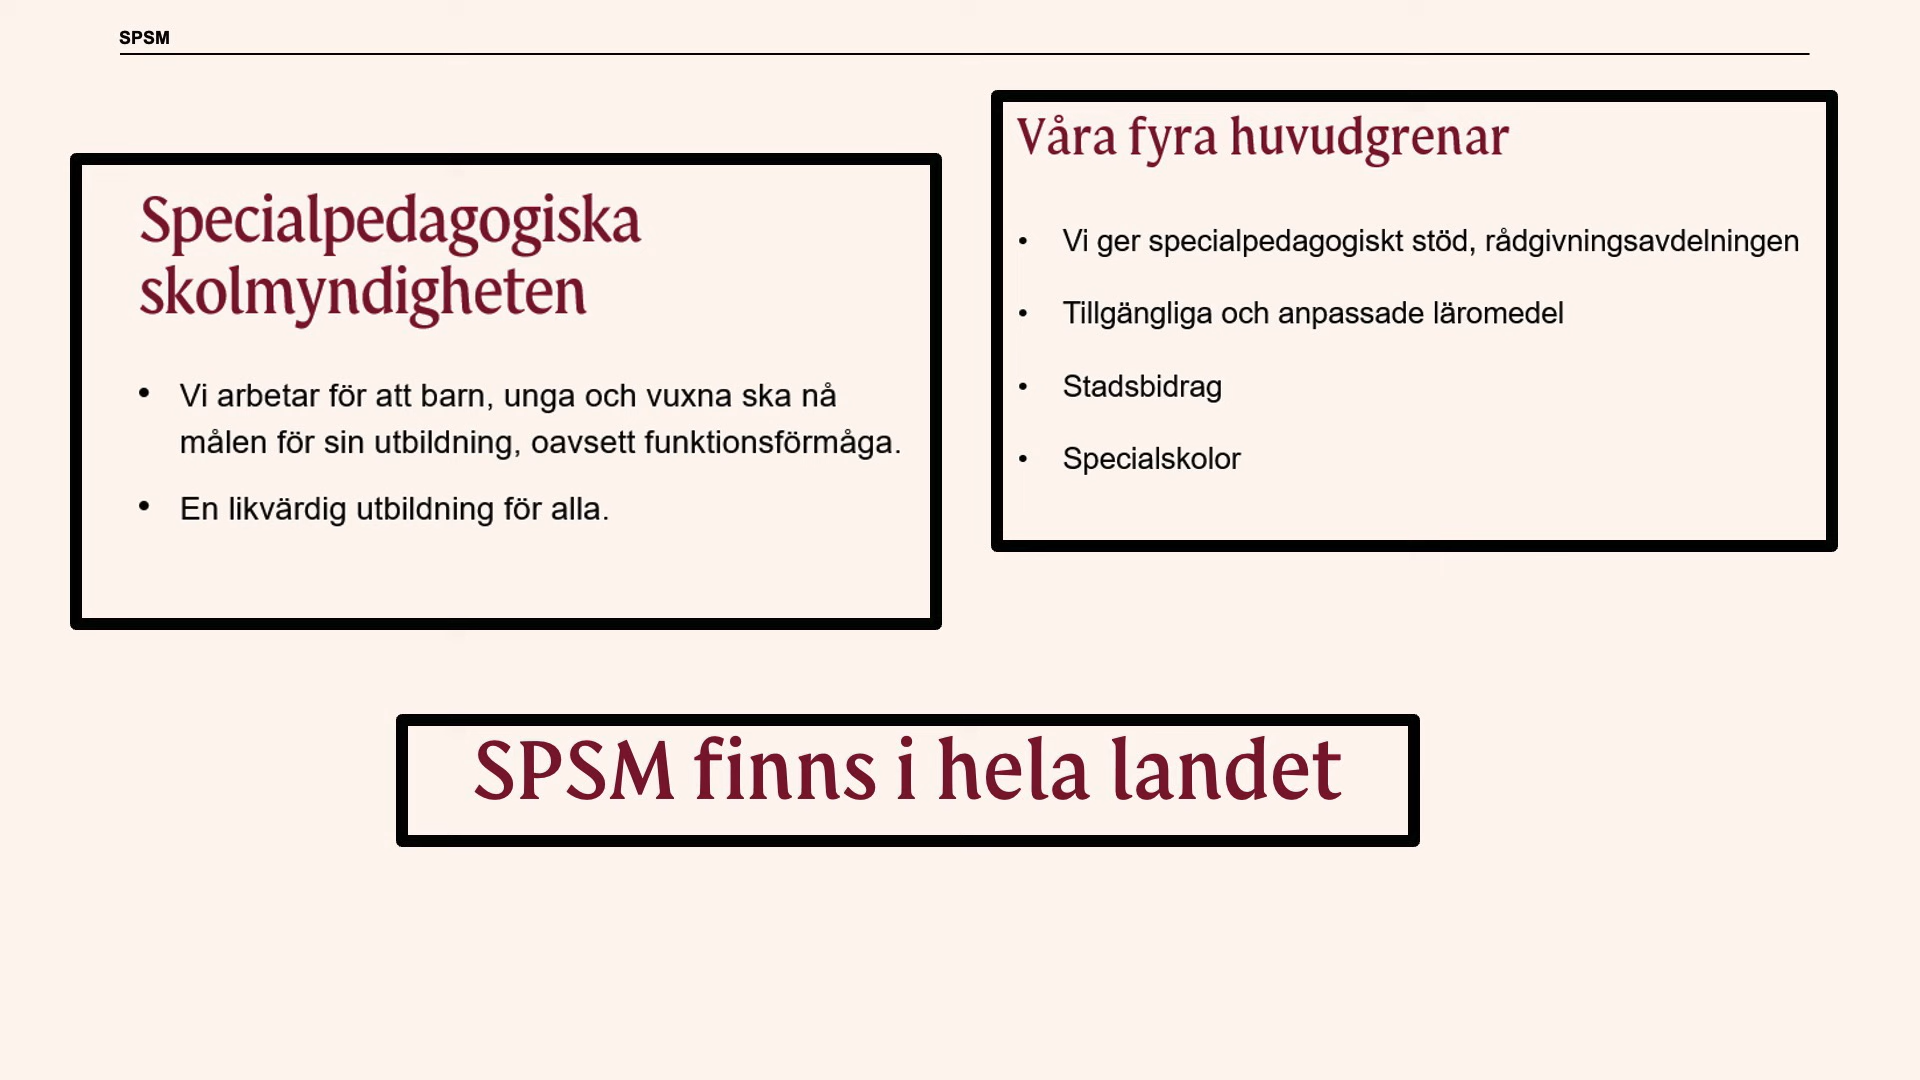 SPSM
Specialpedagogiska
skolmyndigheten
• Vi arbetar för att barn, unga och vuxna ska nå
målen för sin utbildning, oavsett funktionsförmåga.
• En likvärdig utbildning för alla.
Våra fyra huvudgrenar
• Vi ger specialpedagogiskt stöd, rådgivningsavdelningen
• Tillgängliga och anpassade läromedel
• Stadsbidrag
• Specialskolor
SPSM finns i hela landet